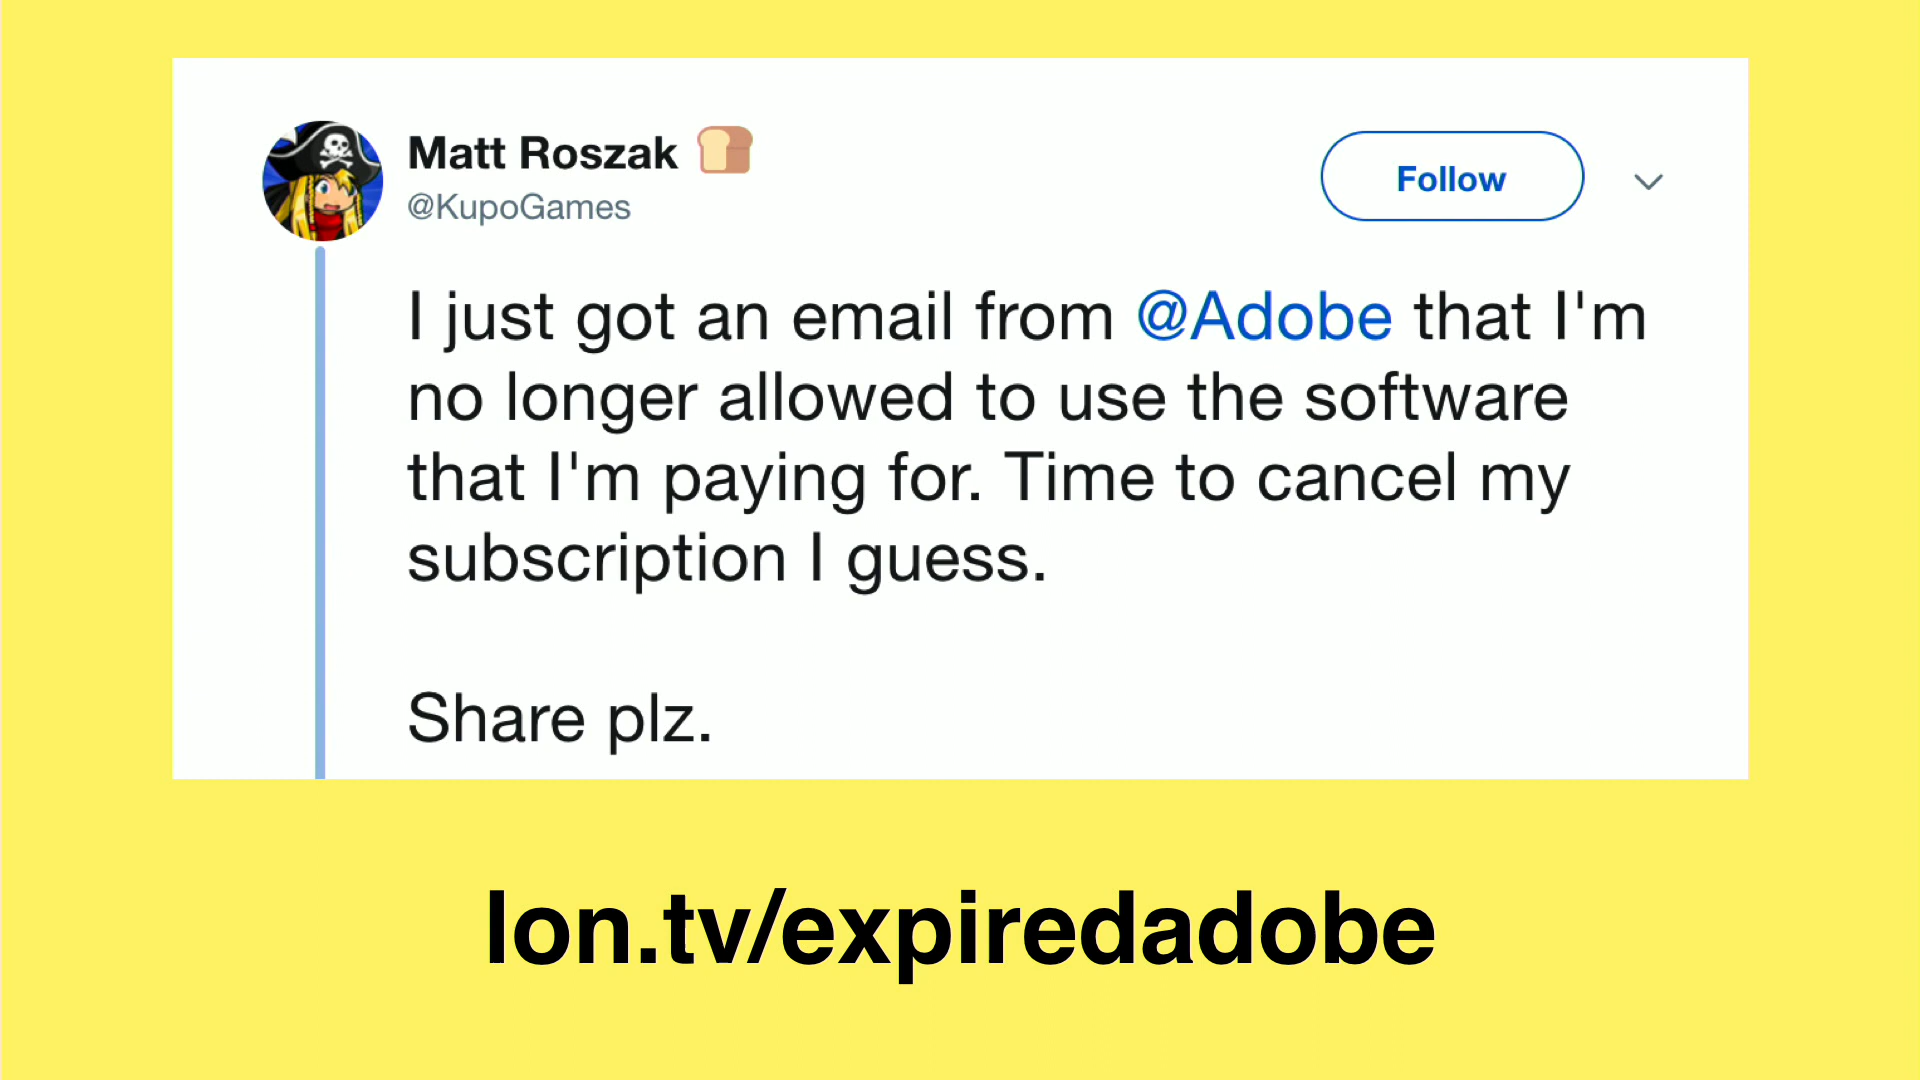 Matt Roszak 🍞
@KupoGames
Follow
I just got an email from @Adobe that I'm
no longer allowed to use the software
that I'm paying for. Time to cancel my
subscription I guess.
Share plz.
lon.tv/expiredadobe